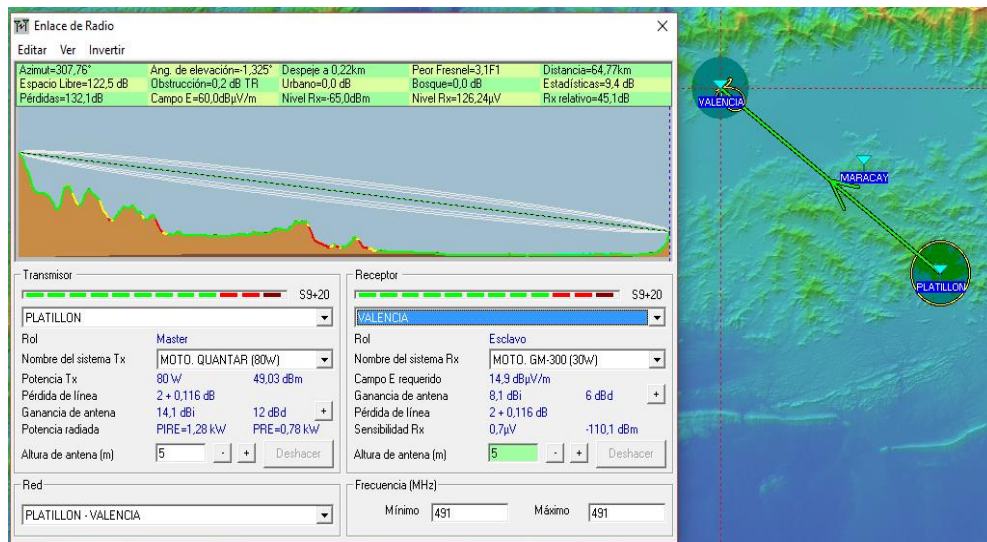 Enlace de Radio
Editar Ver Invertir
Azimut=307,76° Ang. de elevación=-1,325° Despeje a 0,22km Peor Fresnel=3,1F1 Distancia=64,77km
Espacio Libre=122,5 dB Obstrucción=0,2 dB TR Urbano=0,0 dB Bosque=0,0 dB Estadísticas=9,4 dB
Pérdidas=132,1dB Campo E=60,0dBµV/m Nivel Rx=-65,0dBm Nivel Rx=126,24µV Rx relativo=45,1dB
Transmisor
S9+20
PLATILLON
Rol Master
Nombre del sistema Tx MOTO. QUANTAR (80W)
Potencia Tx 80 W 49,03 dBm
Pérdida de línea 2 + 0,116 dB
Ganancia de antena 14,1 dBi 12 dBd +
Potencia radiada PIRE=1,28 kW PRE=0,78 kW
Altura de antena (m) 5 - + Deshacer
Red
PLATILLON - VALENCIA
Receptor
S9+20
VALENCIA
Rol Esclavo
Nombre del sistema Rx MOTO. GM-300 (30W)
Campo E requerido 14,9 dBµV/m
Ganancia de antena 8,1 dBi 6 dBd +
Pérdida de línea 2 + 0,116 dB
Sensibilidad Rx 0,7µV -110,1 dBm
Altura de antena (m) 5 - + Deshacer
Frecuencia (MHz)
Mínimo 491 Máximo 491
VALENCIA
MARACAY
PLATILLON